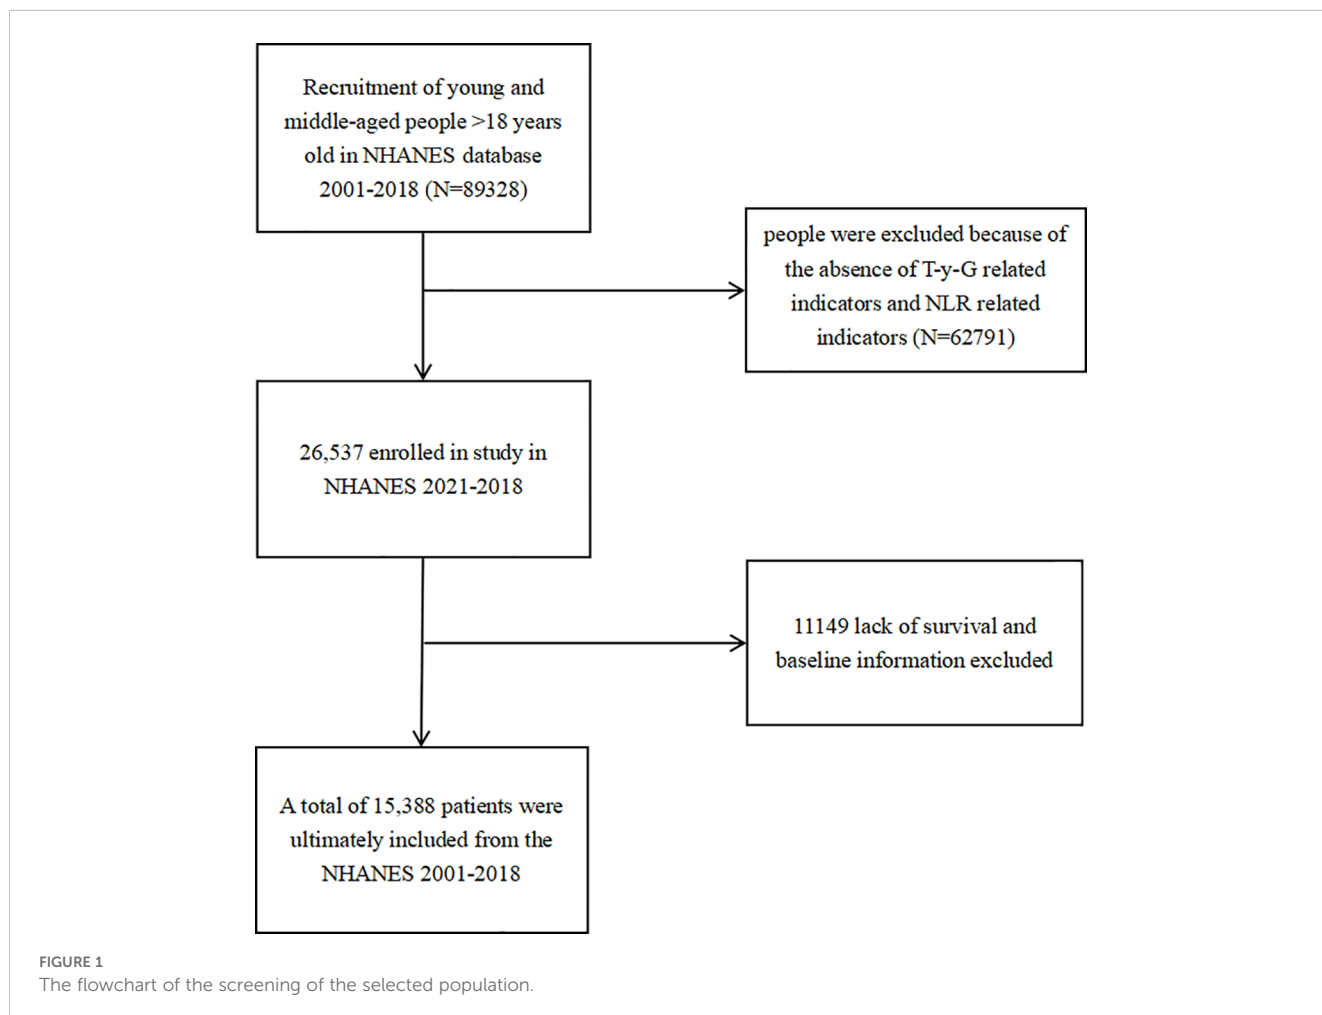 Recruitment of young and
middle-aged people >18 years
old in NHANES database
2001-2018 (N=89328)
people were excluded because of
the absence of T-y-G related
indicators and NLR related
indicators (N=62791)
26,537 enrolled in study in
NHANES 2021-2018
11149 lack of survival and
baseline information excluded
A total of 15,388 patients were
ultimately included from the
NHANES 2001-2018
FIGURE 1
The flowchart of the screening of the selected population.